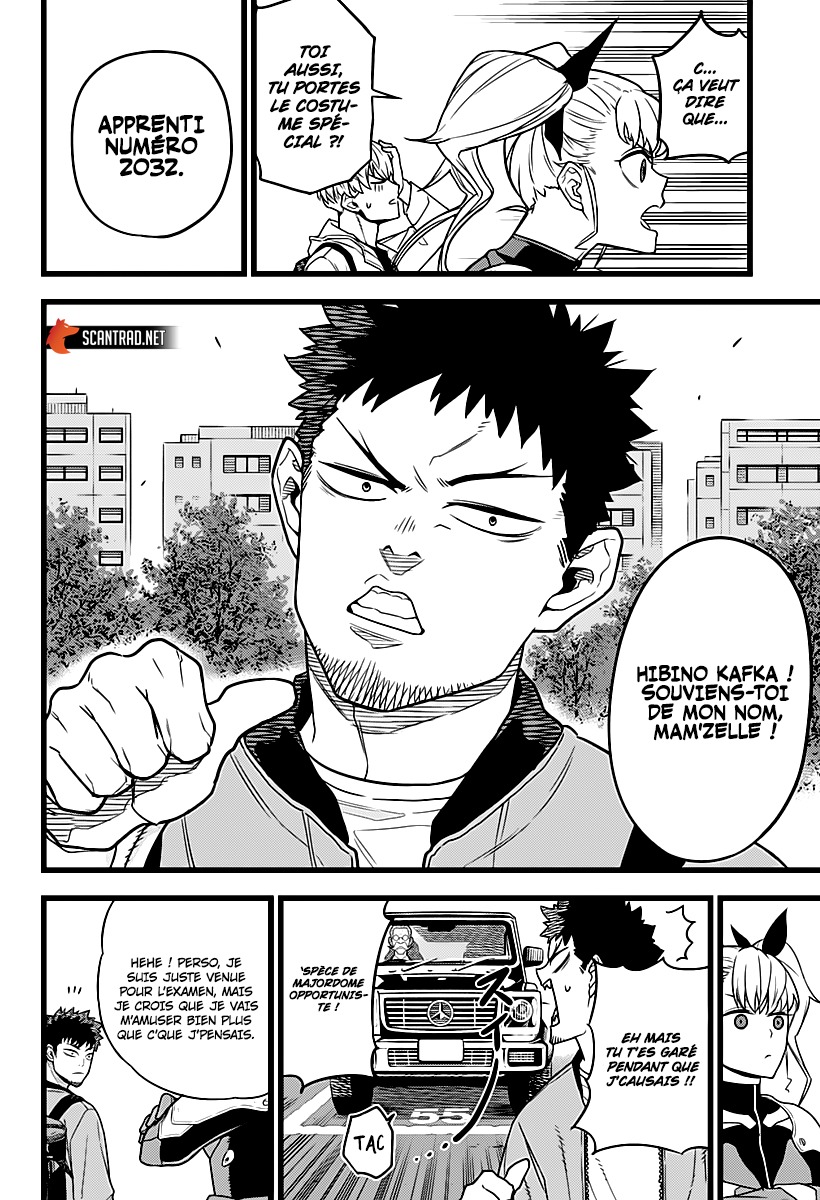 C...
ÇA VEUT
DIRE
QUE...
TOI
AUSSI,
TU PORTES
LE COSTU-
ME SPÉ-
CIAL ?!
APPRENTI
NUMÉRO
2032.
SCANTRAD.NET
HIBINO KAFKA !
SOUVIENS-TOI
DE MON NOM,
MAM'ZELLE !
EH MAIS
TU T'ES GARÉ
PENDANT QUE
J'CAUSAIS !!
'SPÈCE DE
MAJORDOME
OPPORTUNIS-
TE !
55
TAC
HÉHÉ ! PERSO, JE
SUIS JUSTE VENUE
POUR L'EXAMEN, MAIS
JE CROIS QUE JE VAIS
M'AMUSER BIEN PLUS
QUE C'QUE J'PENSAIS.